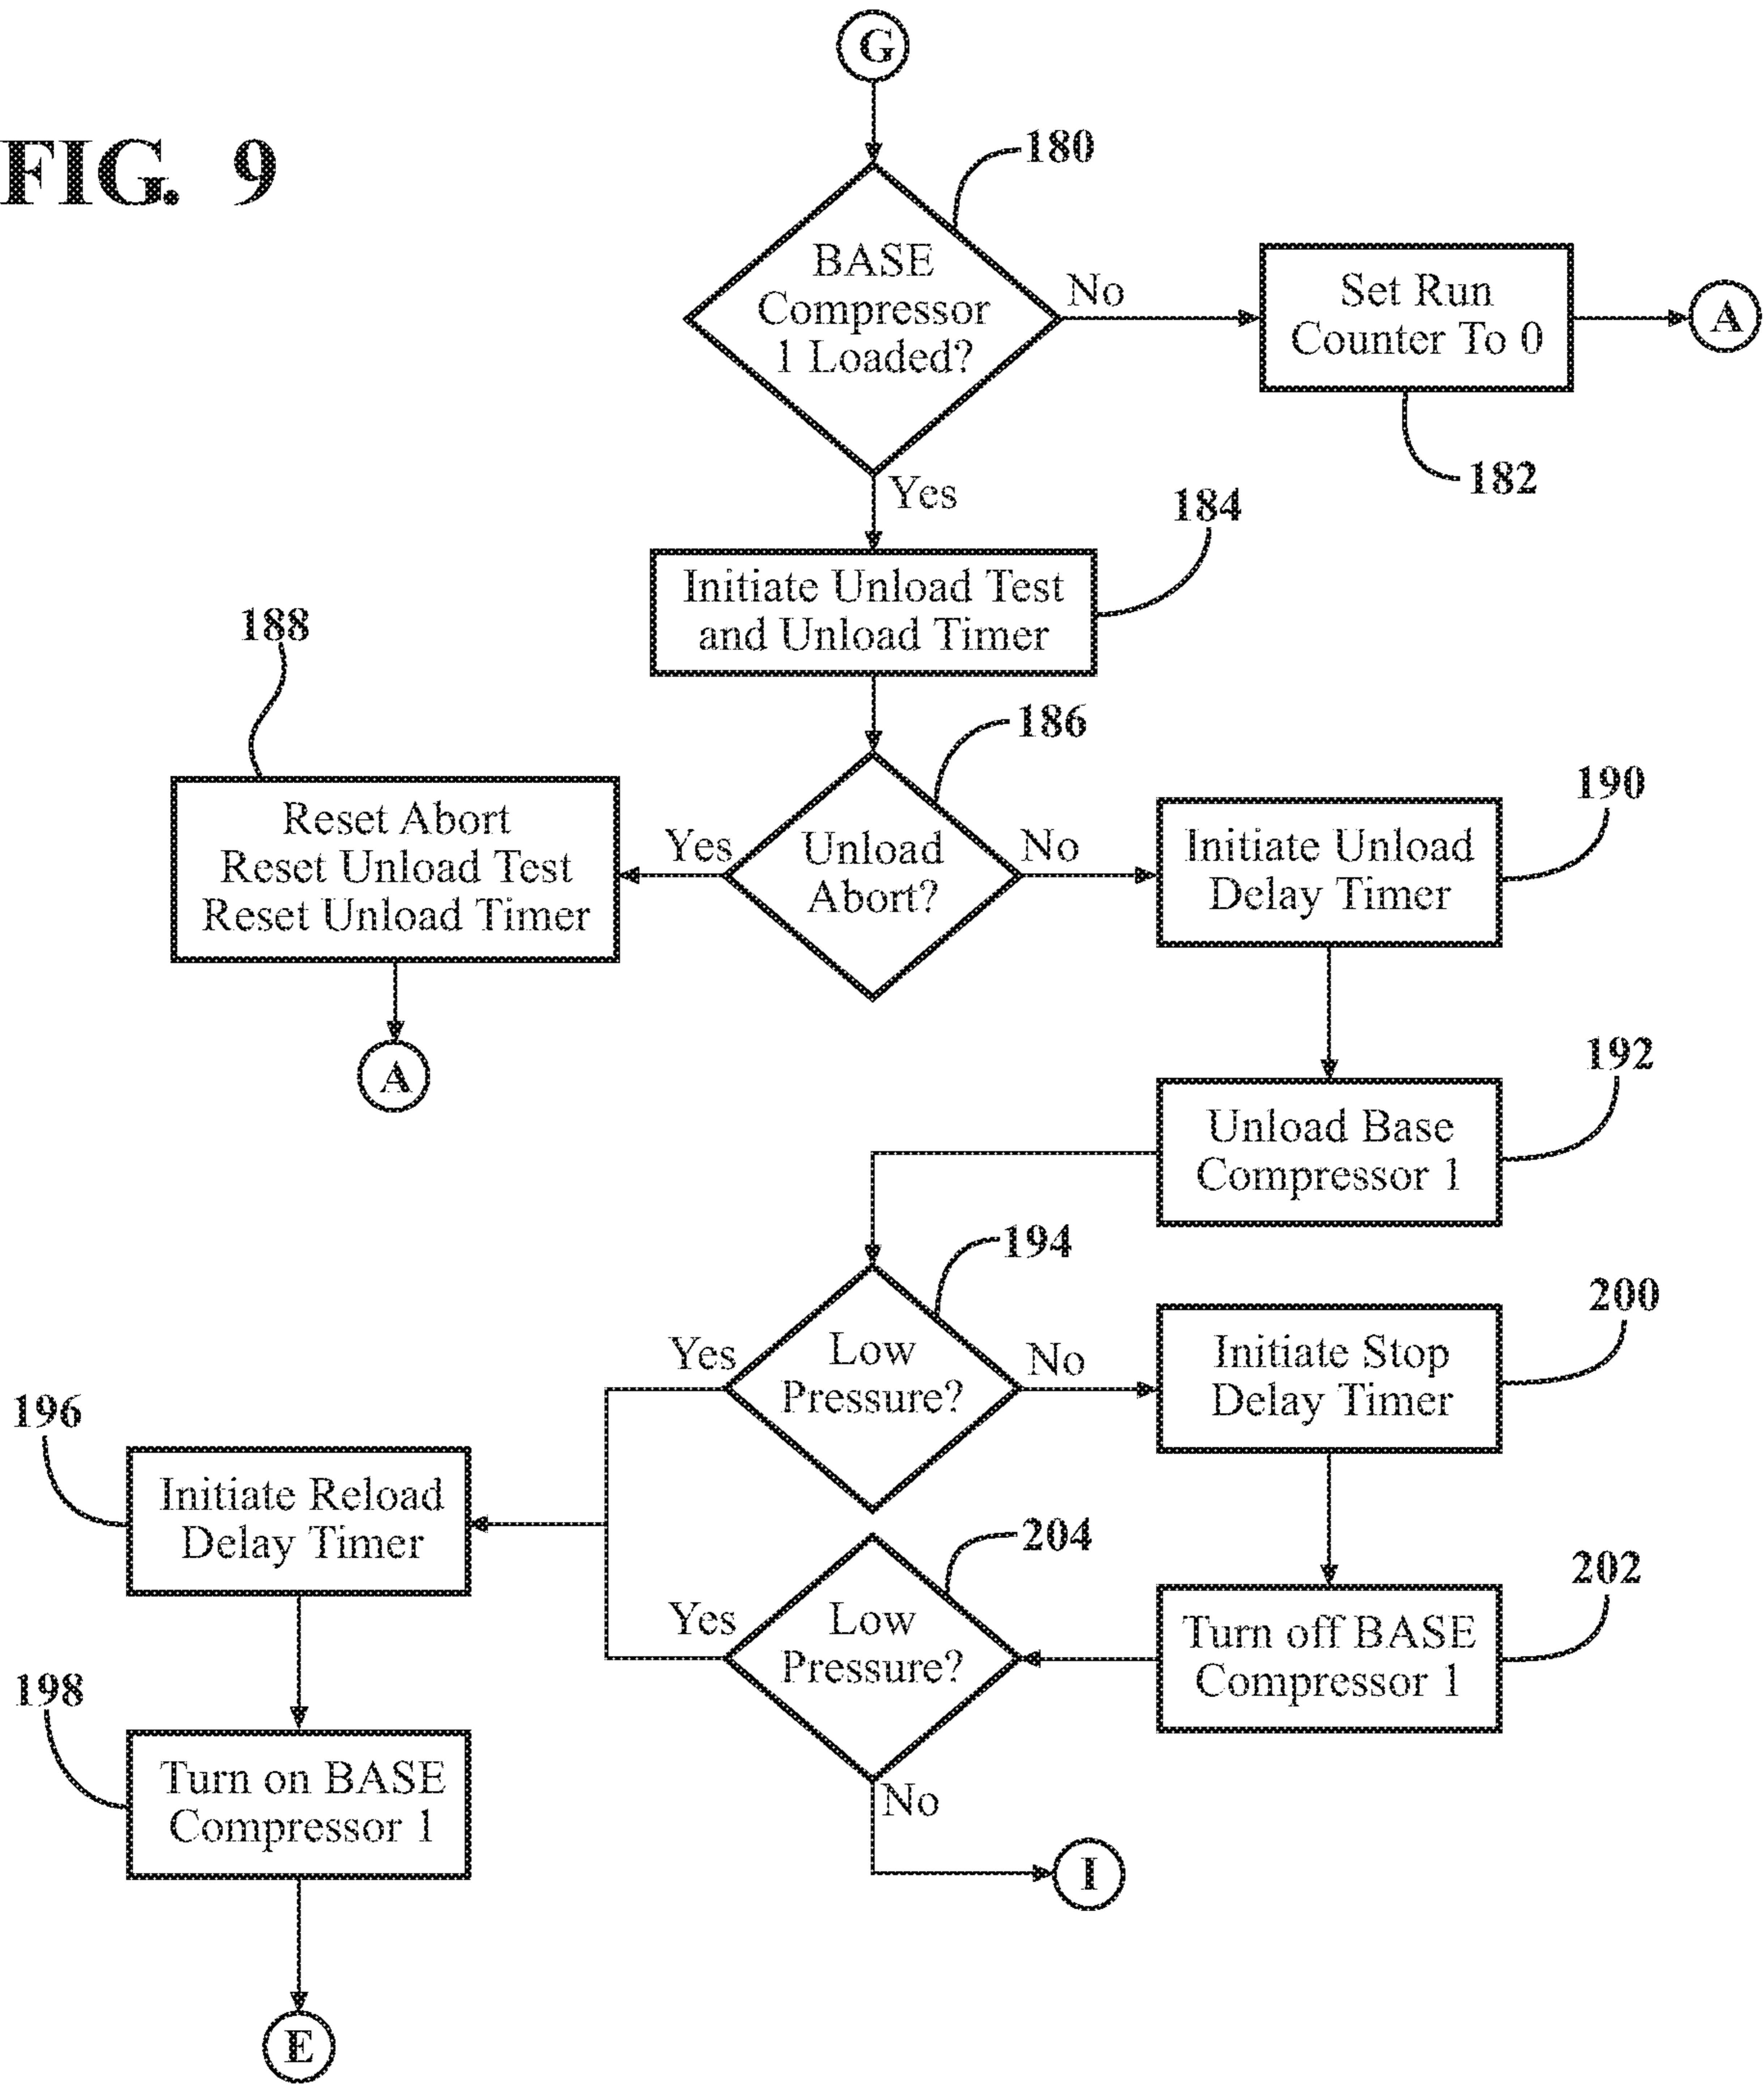 G
FIG. 9
180
BASE
Compressor
1 Loaded?
No
Set Run
Counter To 0
A
182
Yes
184
Initiate Unload Test
and Unload Timer
188
186
Reset Abort
Reset Unload Test
Reset Unload Timer
Yes
Unload
Abort?
No
190
Initiate Unload
Delay Timer
A
192
Unload Base
Compressor 1
194
Yes
Low
Pressure?
No
200
Initiate Stop
Delay Timer
196
Initiate Reload
Delay Timer
204
Yes
Low
Pressure?
202
Turn off BASE
Compressor 1
198
Turn on BASE
Compressor 1
No
I
E